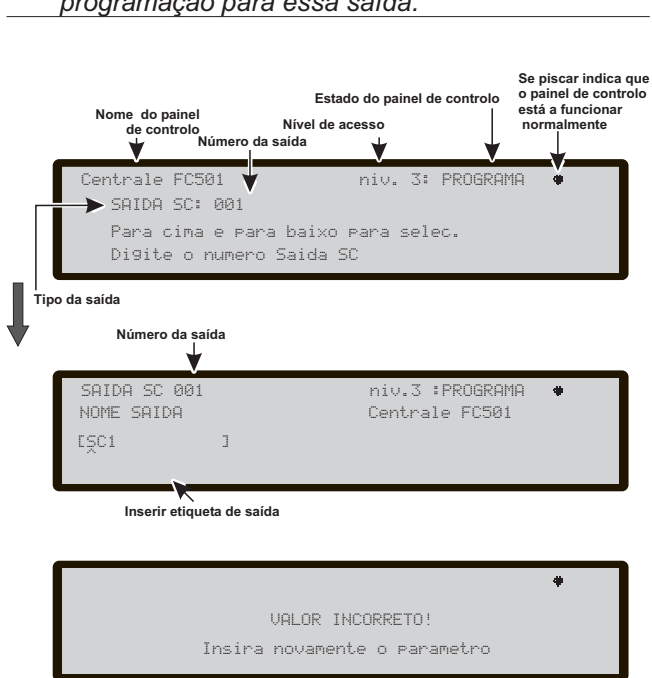 programação para essa saída.
Se piscar indica que
o painel de controlo
está a funcionar
normalmente
Estado do painel de controlo
Nome do painel
de controlo
Nível de acesso
Número da saída
Centrale FC501 niv. 3: PROGRAMA
SAIDA SC: 001
Para cima e para baixo para selec.
Digite o numero Saida SC
Tipo da saída
Número da saída
SAIDA SC 001 niv.3 :PROGRAMA
NOME SAIDA Centrale FC501
[SC1 ]
Inserir etiqueta de saída
VALOR INCORRETO!
Insira novamente o parametro